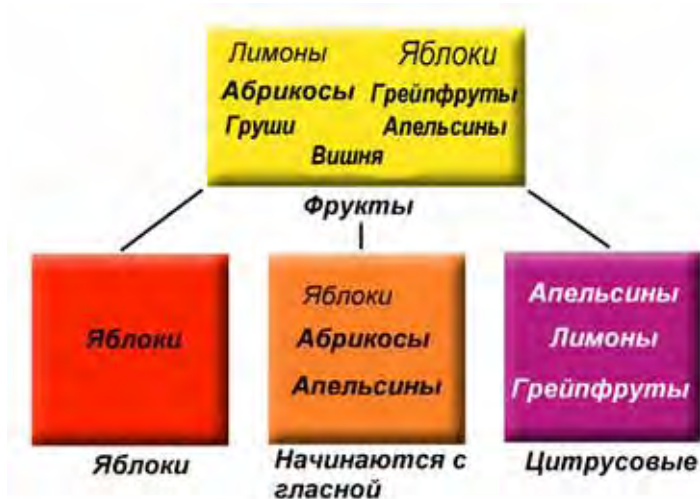 Лимоны Яблоки
Абрикосы Грейпфруты
Груши Апельсины
Вишня
Фрукты
Яблоки
Яблоки
Яблоки
Абрикосы
Апельсины
Начинаются с
гласной
Апельсины
Лимоны
Грейпфруты
Цитрусовые